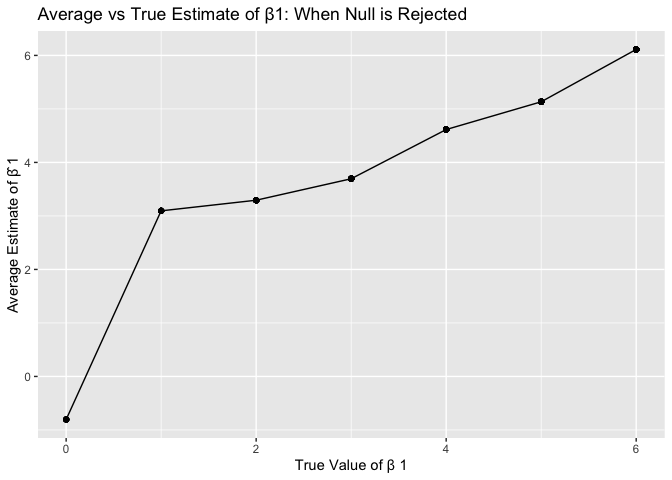 Average vs True Estimate of β1: When Null is Rejected
Average Estimate of β̂ 1
6
4
2
0
0
2
4
6
True Value of β 1